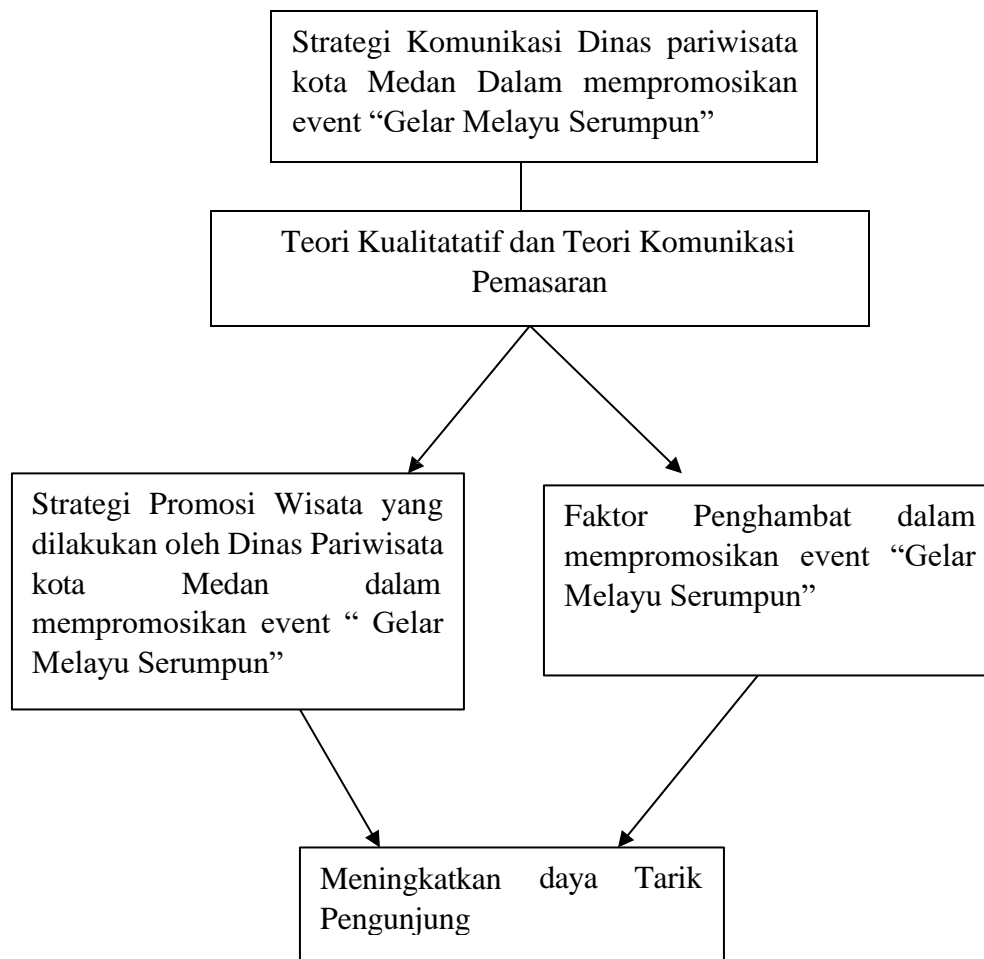 Strategi Komunikasi Dinas pariwisata
kota Medan Dalam mempromosikan
event “Gelar Melayu Serumpun”
Teori Kualitatatif dan Teori Komunikasi
Pemasaran
Strategi Promosi Wisata yang
dilakukan oleh Dinas Pariwisata
kota Medan dalam
mempromosikan event “ Gelar
Melayu Serumpun”
Faktor Penghambat dalam
mempromosikan event “Gelar
Melayu Serumpun”
Meningkatkan daya Tarik
Pengunjung